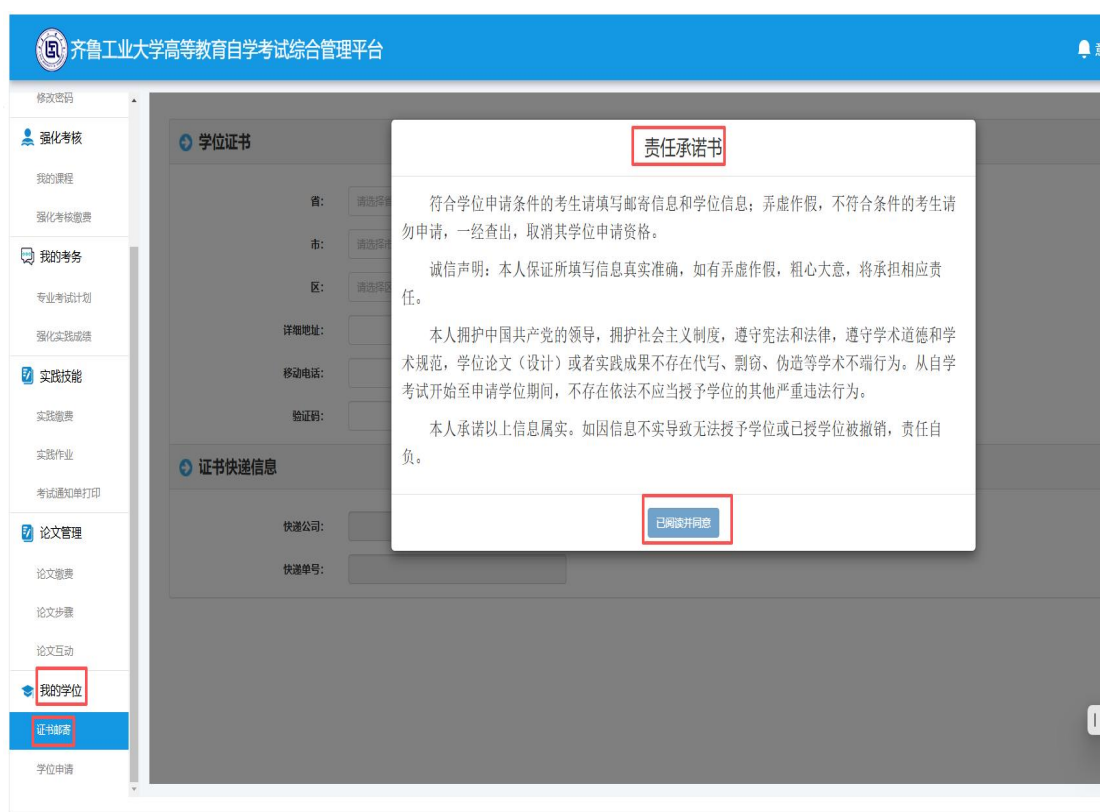 齐鲁工业大学高等教育自学考试综合管理平台
修改密码
强化考核
我的课程
强化考核缴费
我的考务
专业考试计划
强化实践成绩
实践技能
实践缴费
实践作业
考试通知单打印
论文管理
论文缴费
论文步骤
论文互动
我的学位
证书邮寄
学位申请
学位证书
省:
请选择
市:
请选择
区:
请选择
详细地址:
移动电话:
验证码:
证书快递信息
快递公司:
快递单号:
责任承诺书
符合学位申请条件的考生请填写邮寄信息和学位信息；弄虚作假，不符合条件的考生请
勿申请，一经查出，取消其学位申请资格。
诚信声明：本人保证所填写信息真实准确，如有弄虚作假，粗心大意，将承担相应责
任。
本人拥护中国共产党的领导，拥护社会主义制度，遵守宪法和法律，遵守学术道德和学
术规范，学位论文（设计）或者实践成果不存在代写、剽窃、伪造等学术不端行为。从自学
考试开始至申请学位期间，不存在依法不应当授予学位的其他严重违法行为。
本人承诺以上信息属实。如因信息不实导致无法授予学位或已授学位被撤销，责任自
负。
已阅读并同意